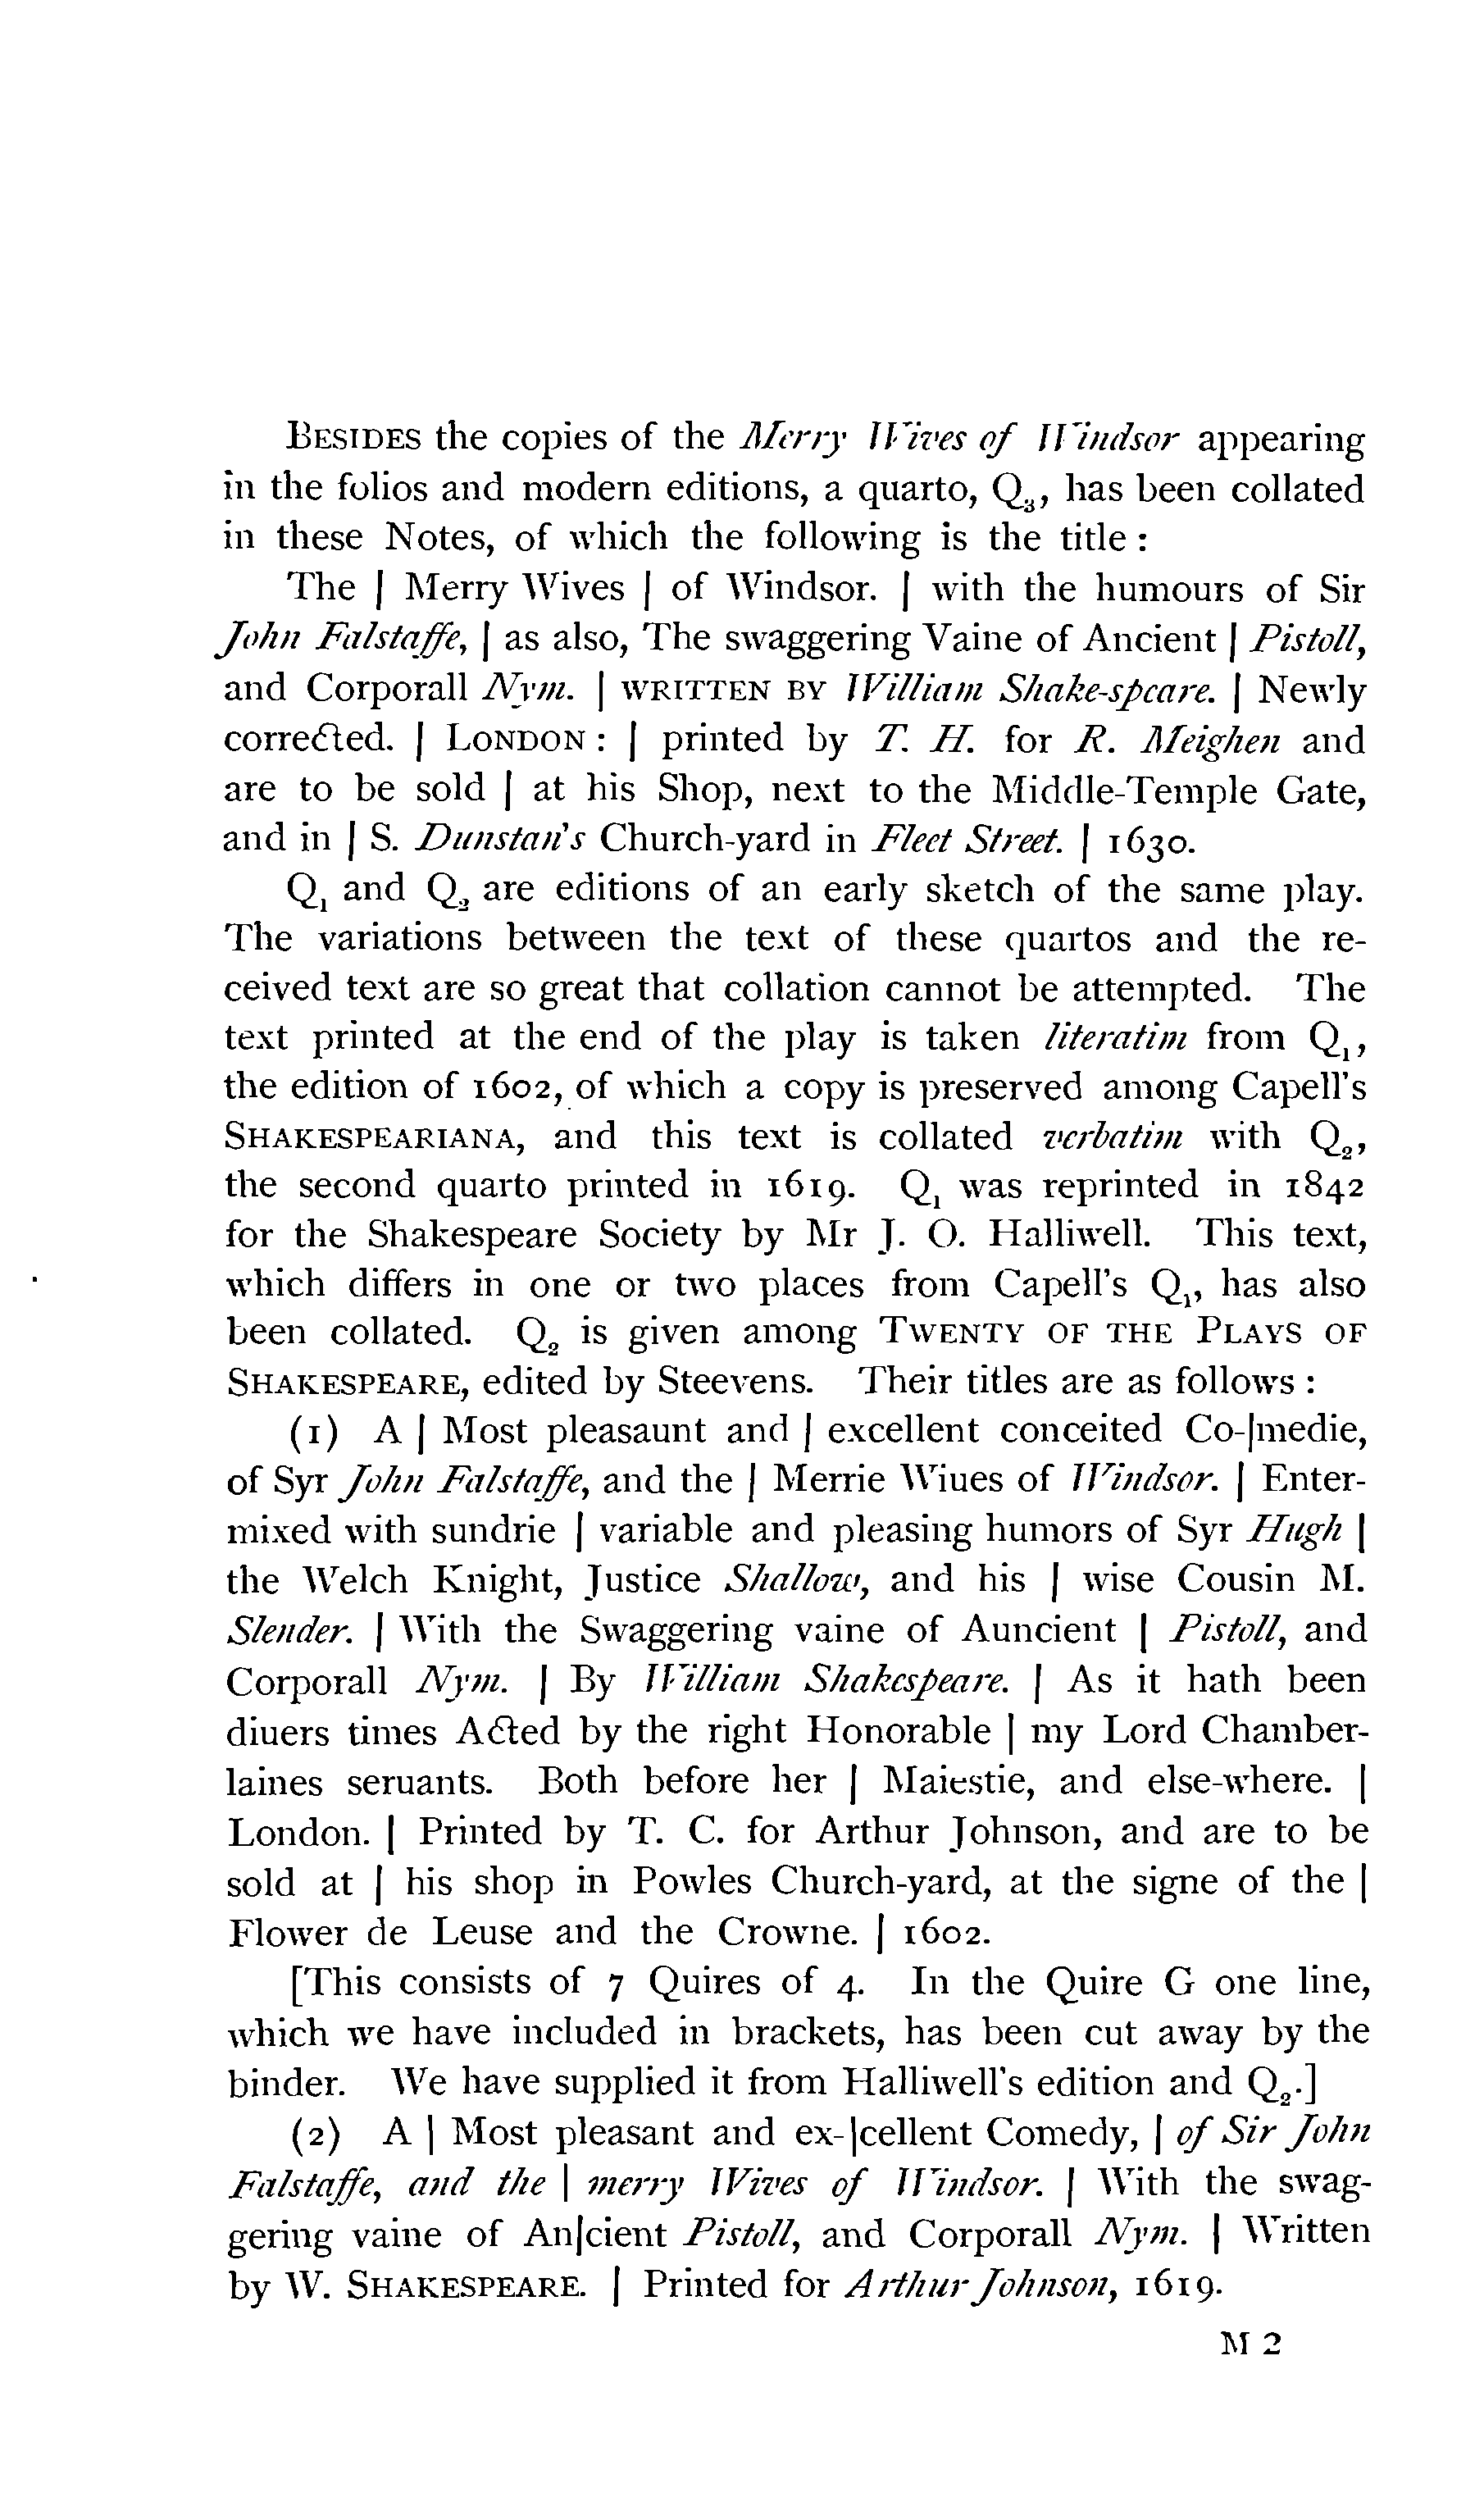 BESIDES the copies of the Merry Wives of Windsor appearing
in the folios and modern editions, a quarto, Q₃, has been collated
in these Notes, of which the following is the title :
The | Merry Wives | of Windsor. | with the humours of Sir
John Falstaffe, | as also, The swaggering Vaine of Ancient | Pistoll,
and Corporall Nym. | WRITTEN BY William Shake-speare. | Newly
corrected. | LONDON : | printed by T. H. for R. Meighen and
are to be sold | at his Shop, next to the Middle-Temple Gate,
and in | S. Dunstan's Church-yard in Fleet Street. | 1630.
Q₁ and Q₂ are editions of an early sketch of the same play.
The variations between the text of these quartos and the re-
ceived text are so great that collation cannot be attempted. The
text printed at the end of the play is taken literatim from Q₁,
the edition of 1602, of which a copy is preserved among Capell's
SHAKESPEARIANA, and this text is collated verbatim with Q₂,
the second quarto printed in 1619. Q₁ was reprinted in 1842
for the Shakespeare Society by Mr J. O. Halliwell. This text,
which differs in one or two places from Capell's Q₁, has also
been collated. Q₂ is given among TWENTY OF THE PLAYS OF
SHAKESPEARE, edited by Steevens. Their titles are as follows :
(1) A | Most pleasaunt and | excellent conceited Co-|medie,
of Syr John Falstaffe, and the | Merrie Wiues of Windsor. | Enter-
mixed with sundrie | variable and pleasing humors of Syr Hugh |
the Welch Knight, Justice Shallow, and his | wise Cousin M.
Slender. | With the Swaggering vaine of Auncient | Pistoll, and
Corporall Nym. | By William Shakespeare. | As it hath been
diuers times Acted by the right Honorable | my Lord Chamber-
laines seruants. Both before her | Maiestie, and else-where. |
London. | Printed by T. C. for Arthur Johnson, and are to be
sold at | his shop in Powles Church-yard, at the signe of the |
Flower de Leuse and the Crowne. | 1602.
[This consists of 7 Quires of 4. In the Quire G one line,
which we have included in brackets, has been cut away by the
binder. We have supplied it from Halliwell's edition and Q₂.]
(2) A | Most pleasant and ex-|cellent Comedy, | of Sir John
Falstaffe, and the | merry Wives of Windsor. | With the swag-
gering vaine of An|cient Pistoll, and Corporall Nym. | Written
by W. SHAKESPEARE. | Printed for Arthur Johnson, 1619.
M 2